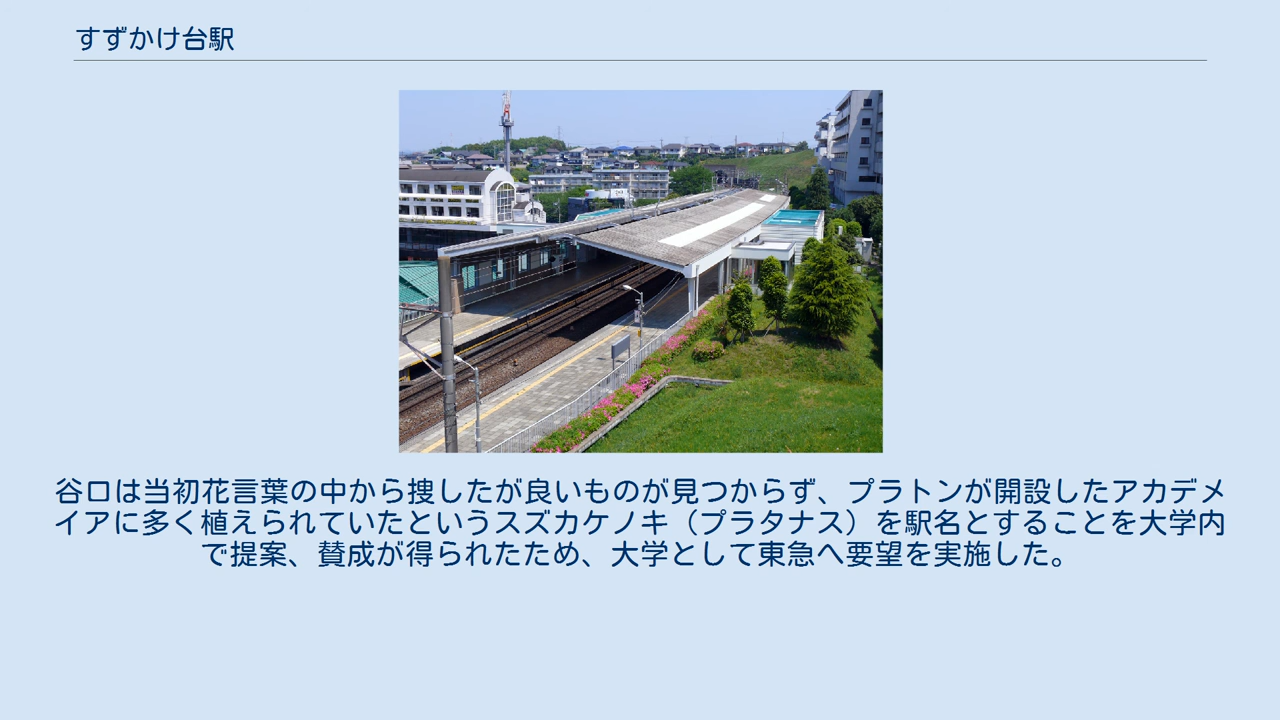 すずかけ台駅
谷口は当初花言葉の中から捜したが良いものが見つからず、プラトンが開設したアカデメ
イアに多く植えられていたというスズカケノキ（プラタナス）を駅名とすることを大学内
で提案、賛成が得られたため、大学として東急へ要望を実施した。